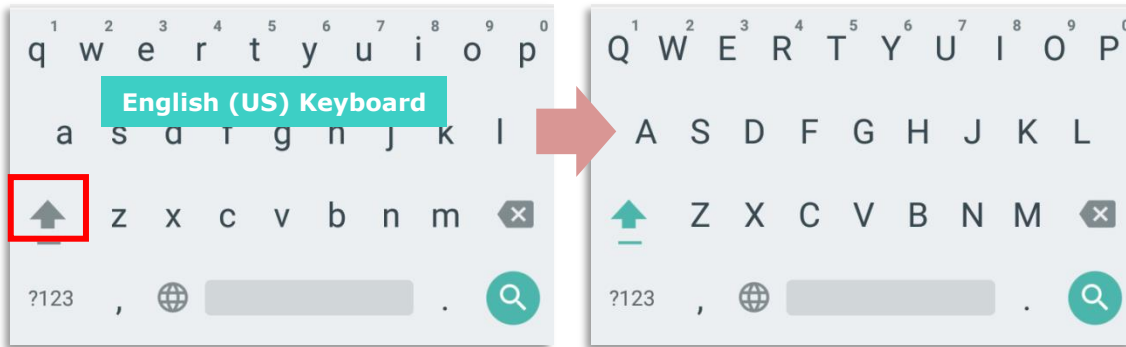 1 2 3 4 5 6 7 8 9 0
q w e r t y u i o p
English (US) Keyboard
a s d f g h j k l
z x c v b n m
?123 , .
1 2 3 4 5 6 7 8 9 0
Q W E R T Y U I O P
A S D F G H J K L
Z X C V B N M
?123 , .